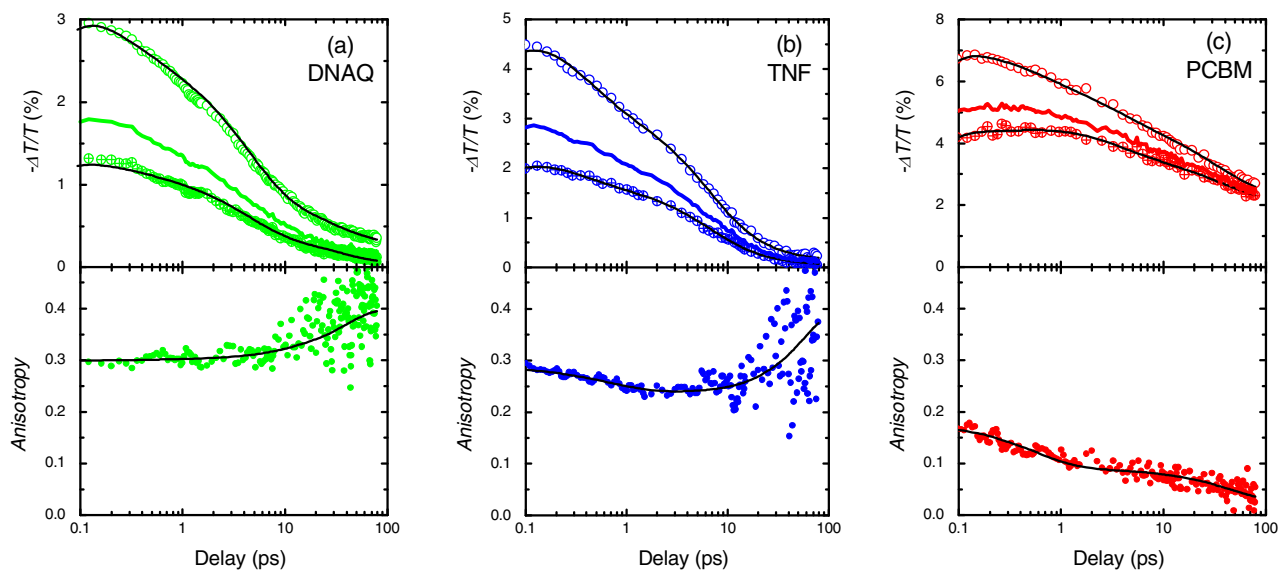 (a)
DNAQ
-ΔT/T (%)
3
2
1
0
Anisotropy
0.4
0.3
0.2
0.1
0.0
0.1
1
10
100
Delay (ps)
(b)
TNF
-ΔT/T (%)
5
4
3
2
1
0
Anisotropy
0.4
0.3
0.2
0.1
0.0
0.1
1
10
100
Delay (ps)
(c)
PCBM
-ΔT/T (%)
8
6
4
2
0
Anisotropy
0.4
0.3
0.2
0.1
0.0
0.1
1
10
100
Delay (ps)